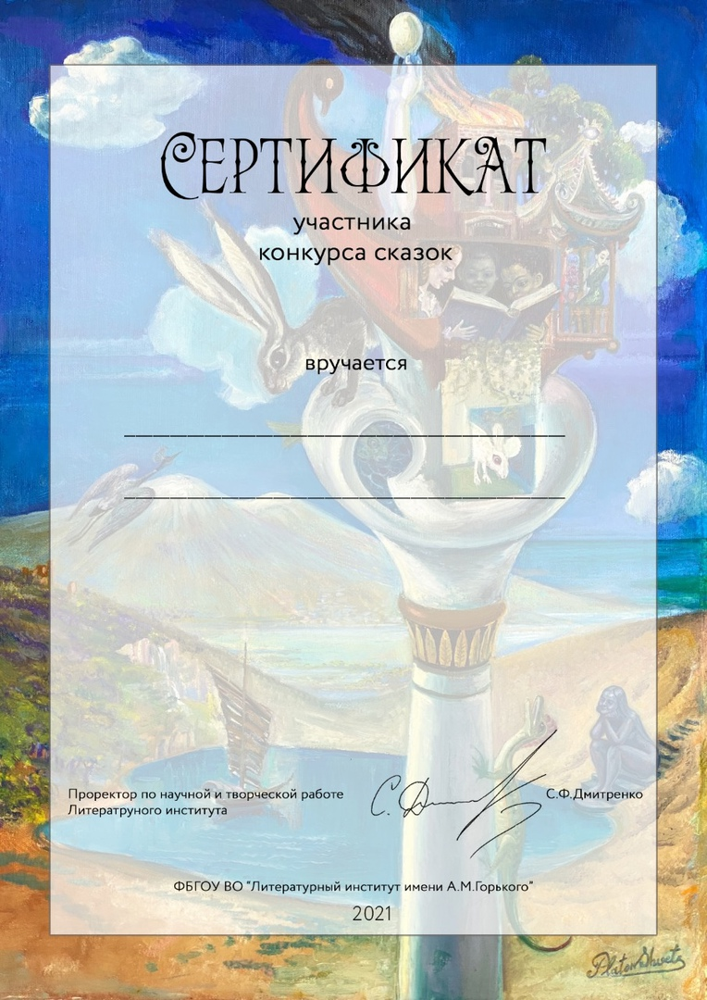 СЕРТИФИКАТ
участника
конкурса сказок
вручается
Проректор по научной и творческой работе
Литератруного института
С.Ф.Дмитренко
ФБГОУ ВО "Литературный институт имени А.М.Горького"
2021